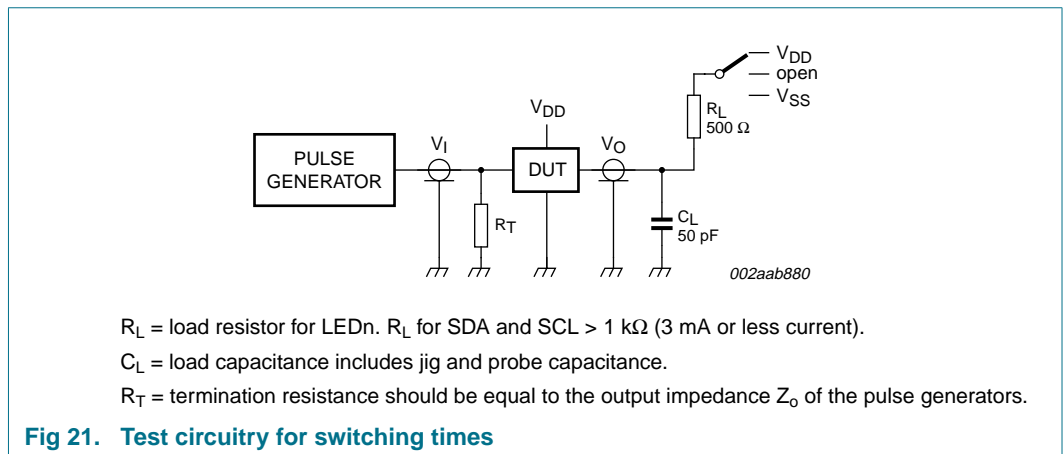 V_DD
open
V_SS
R_L
500 Ω
V_DD
V_I
V_O
PULSE
GENERATOR
DUT
R_T
C_L
50 pF
002aab880
R_L = load resistor for LEDn. R_L for SDA and SCL > 1 kΩ (3 mA or less current).
C_L = load capacitance includes jig and probe capacitance.
R_T = termination resistance should be equal to the output impedance Z_o of the pulse generators.
Fig 21. Test circuitry for switching times